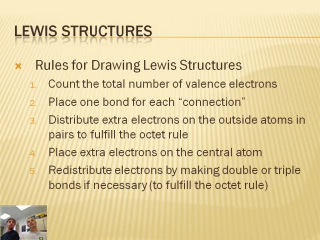 LEWIS STRUCTURES
Rules for Drawing Lewis Structures
1. Count the total number of valence electrons
2. Place one bond for each “connection”
3. Distribute extra electrons on the outside atoms in
pairs to fulfill the octet rule
4. Place extra electrons on the central atom
5. Redistribute electrons by making double or triple
bonds if necessary (to fulfill the octet rule)